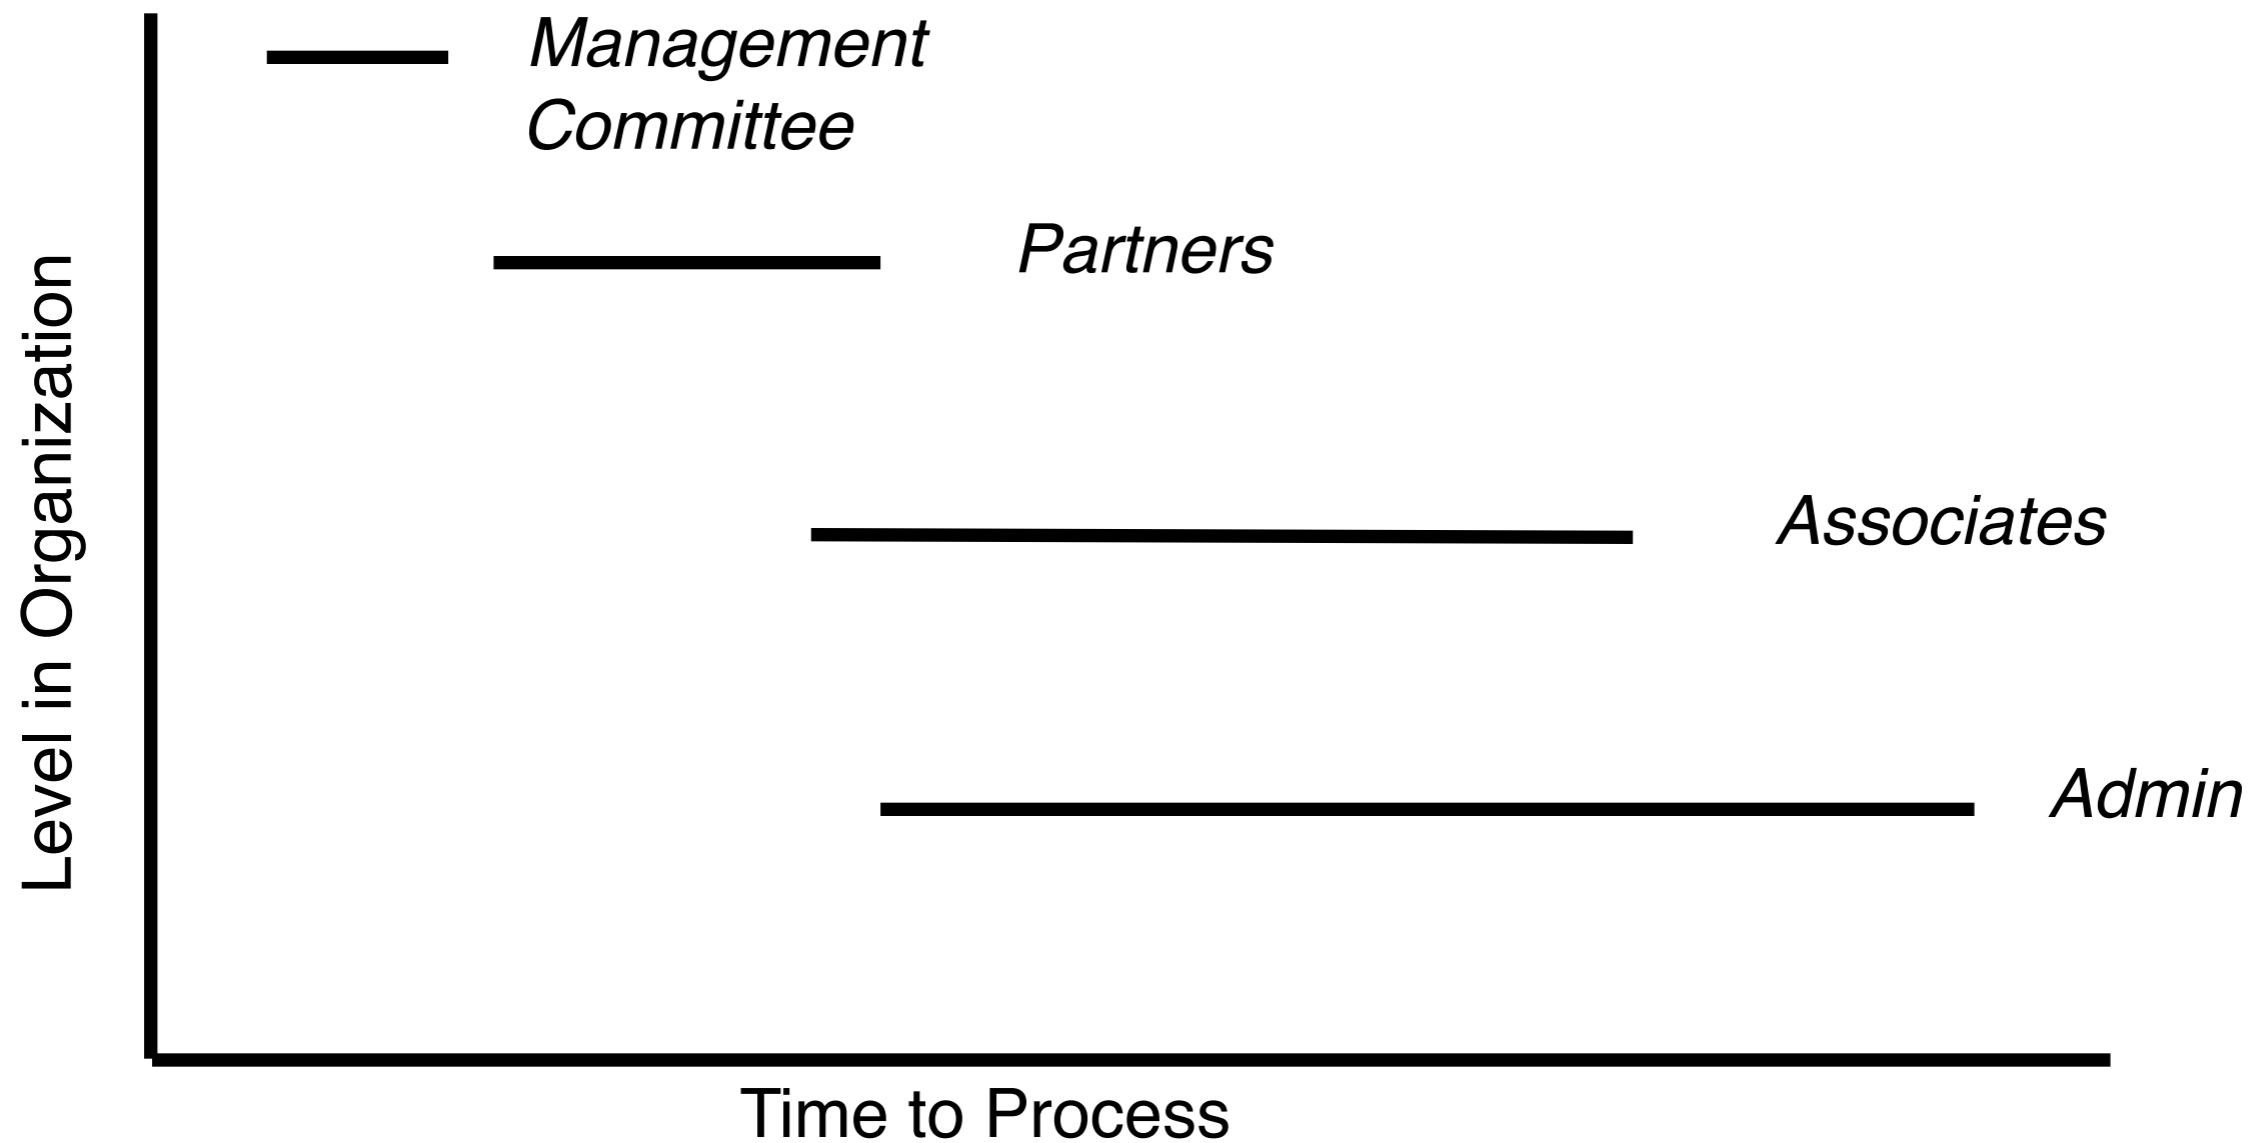 Management
Committee
Partners
Level in Organization
Associates
Admin
Time to Process